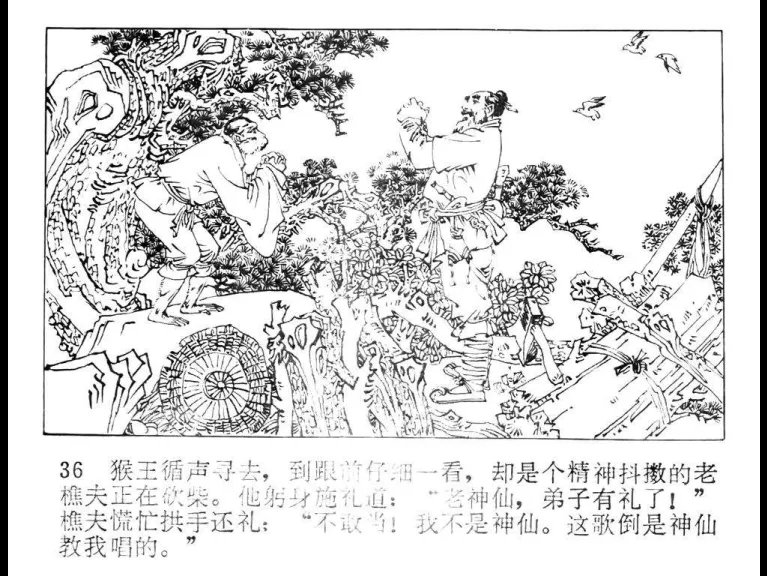 36 猴王循声寻去，到跟前仔细一看，却是个精神抖擞的老
樵夫正在砍柴。他躬身施礼道：“老神仙，弟子有礼了！”
樵夫慌忙拱手还礼：“不敢当！我不是神仙。这歌倒是神仙
教我唱的。”